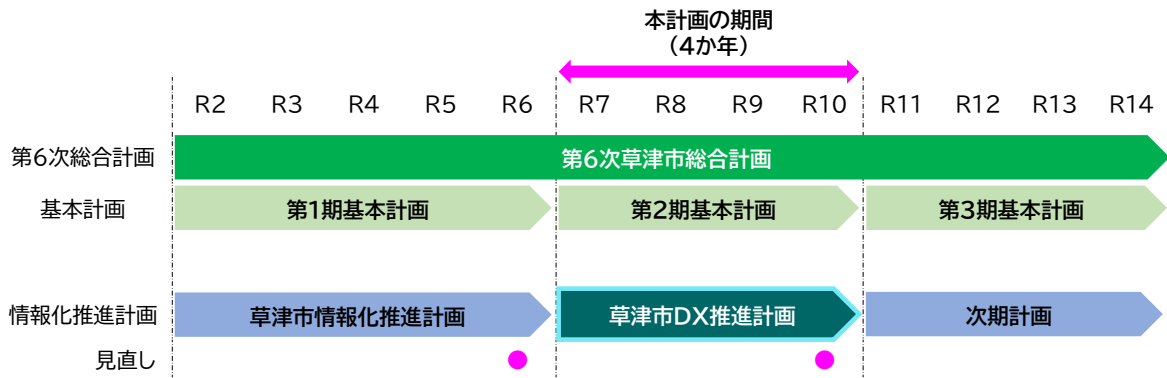 本計画の期間
（4か年）
R2 R3 R4 R5 R6 R7 R8 R9 R10 R11 R12 R13 R14
第6次総合計画 第6次草津市総合計画
基本計画 第1期基本計画 第2期基本計画 第3期基本計画
情報化推進計画 草津市情報化推進計画 草津市DX推進計画 次期計画
見直し